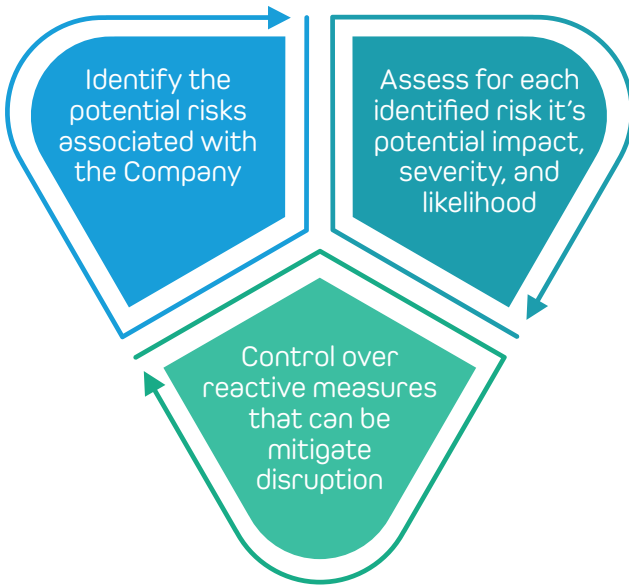 Identify the
potential risks
associated with
the Company
Assess for each
identified risk it's
potential impact,
severity, and
likelihood
Control over
reactive measures
that can be
mitigate
disruption